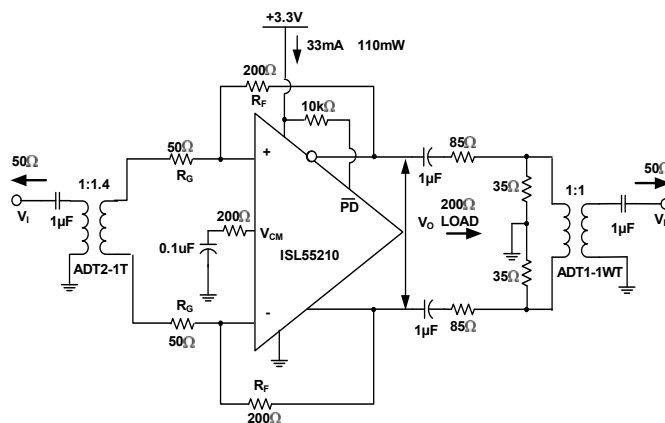 +3.3V
33mA 110mW
200Ω
RF
10kΩ
50Ω
RG
50Ω
1:1.4
VI
1µF
ADT2-1T
+
PD
200Ω
VCM
0.1uF
ISL55210
-
RG
50Ω
RF
200Ω
1µF
85Ω
VO
200Ω
LOAD
35Ω
35Ω
1µF
85Ω
1:1
ADT1-1WT
1µF
50Ω